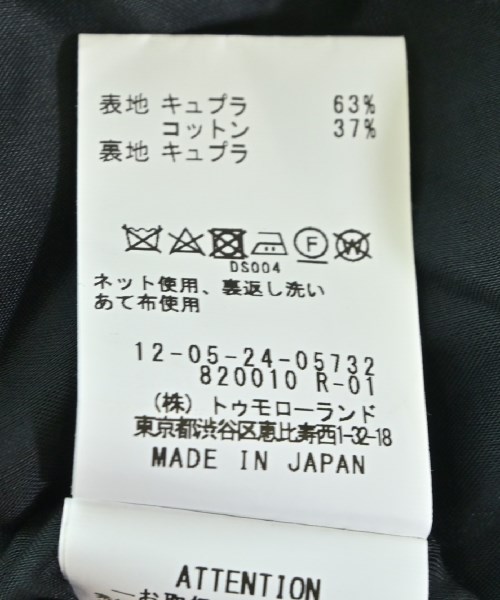 表地 キュプラ 63%
コットン 37%
裏地 キュプラ
F W
DS004
ネット使用、裏返し洗い
あて布使用
12-05-24-05732
820010 R-01
(株) トゥモローランド
東京都渋谷区恵比寿西1-32-18
MADE IN JAPAN
ATTENTION